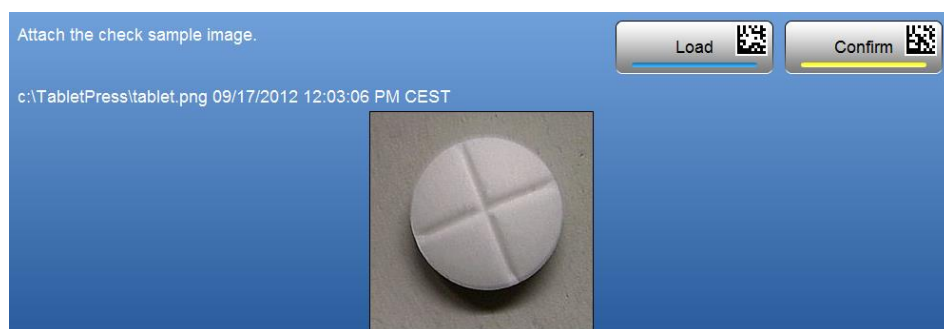 Attach the check sample image.
Load
Confirm
c:\TabletPress\tablet.png 09/17/2012 12:03:06 PM CEST